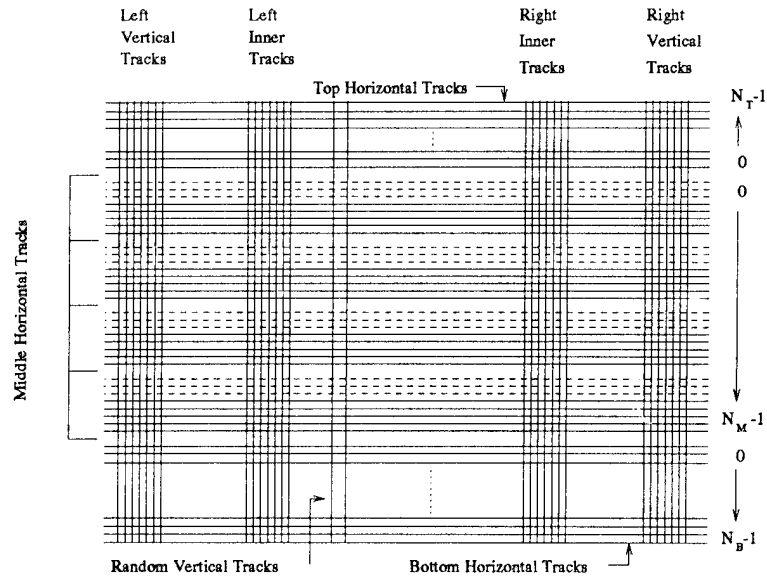 Left
Vertical
Tracks
Left
Inner
Tracks
Right
Inner
Tracks
Right
Vertical
Tracks
Top Horizontal Tracks
N_T-1
0
0
Middle Horizontal Tracks
N_M-1
0
N_B-1
Random Vertical Tracks
Bottom Horizontal Tracks